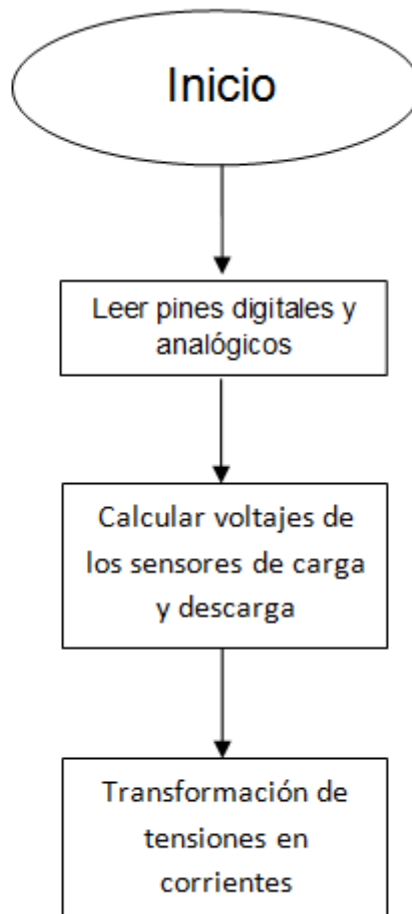 Inicio
Leer pines digitales y
analógicos
Calcular voltajes de
los sensores de carga
y descarga
Transformación de
tensiones en
corrientes